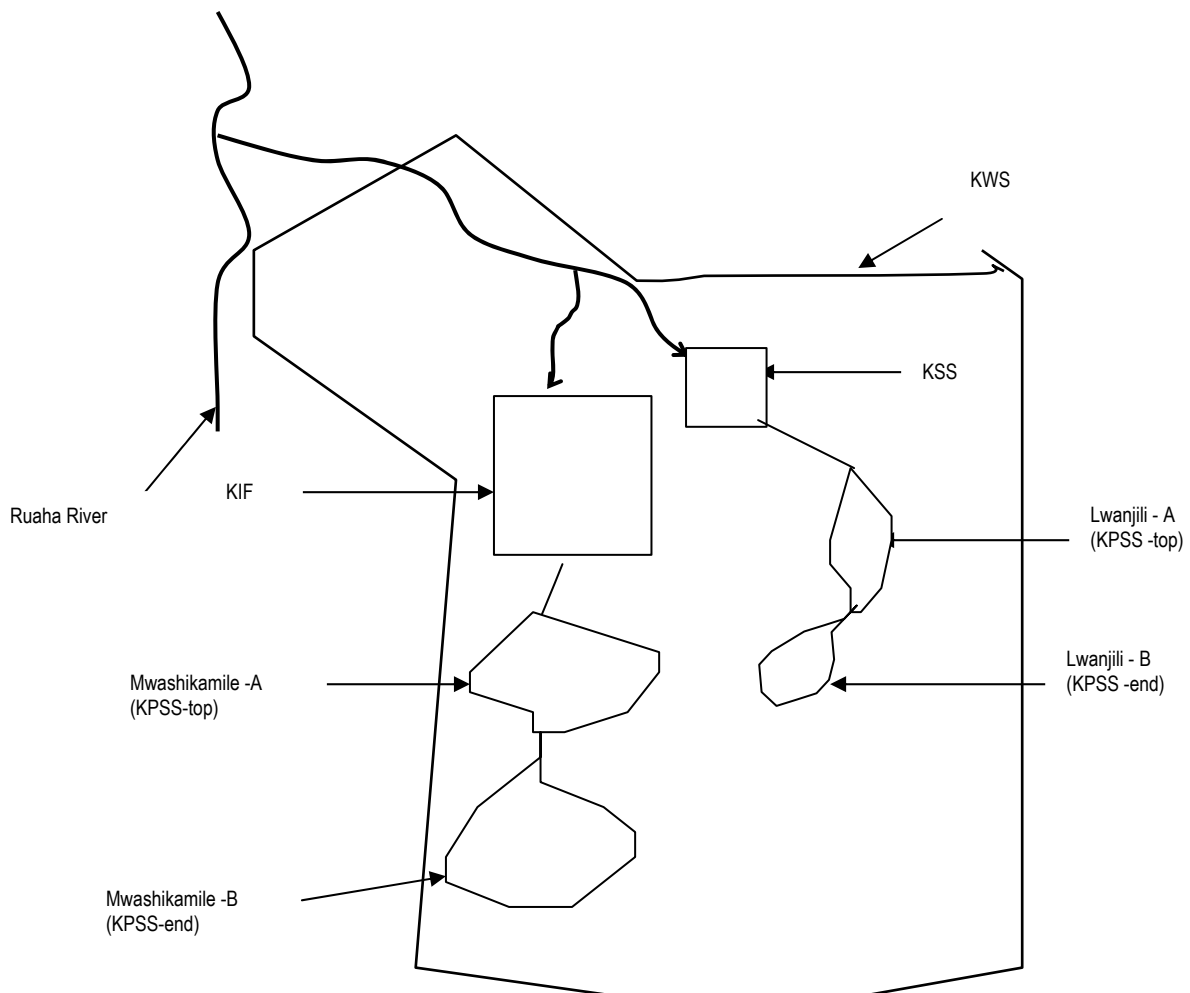 KWS
KSS
Ruaha River
KIF
Lwanjili - A
(KPSS -top)
Mwashikamile -A
(KPSS-top)
Lwanjili - B
(KPSS -end)
Mwashikamile -B
(KPSS-end)